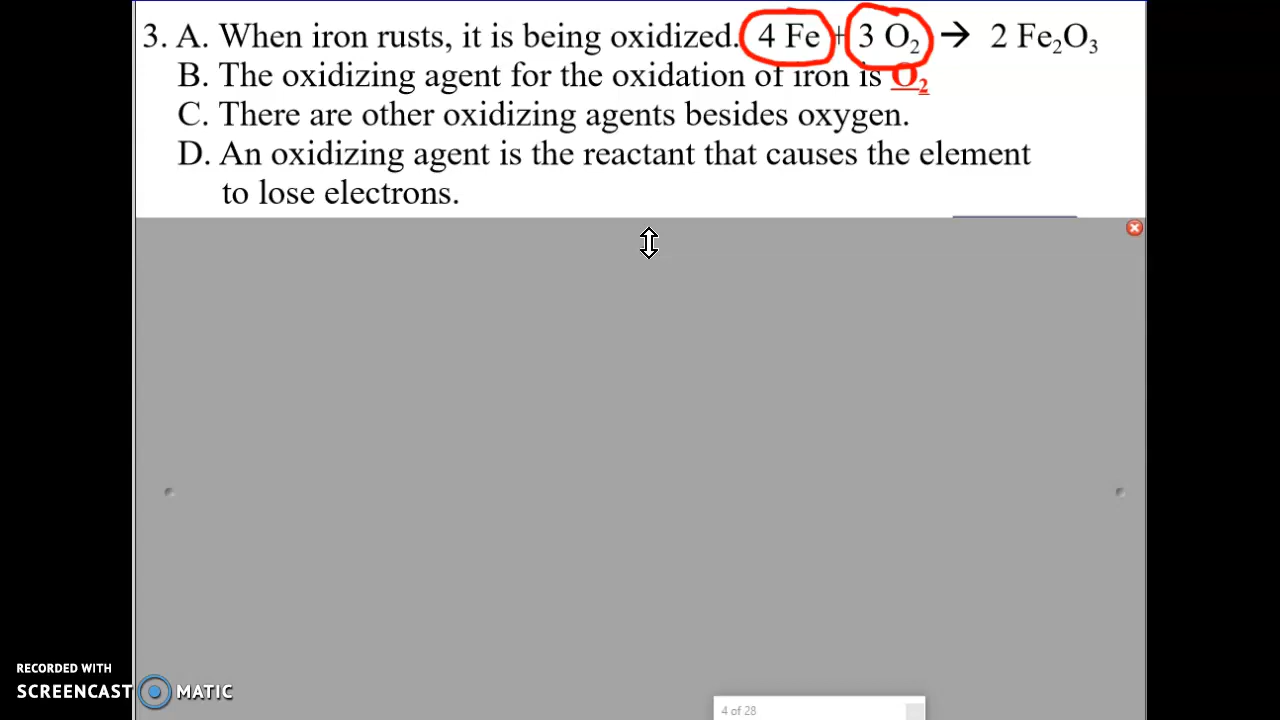 3. A. When iron rusts, it is being oxidized. 4 Fe + 3 O₂ → 2 Fe₂O₃
B. The oxidizing agent for the oxidation of iron is O₂
C. There are other oxidizing agents besides oxygen.
D. An oxidizing agent is the reactant that causes the element
to lose electrons.
RECORDED WITH
SCREENCAST MATIC
4 of 28